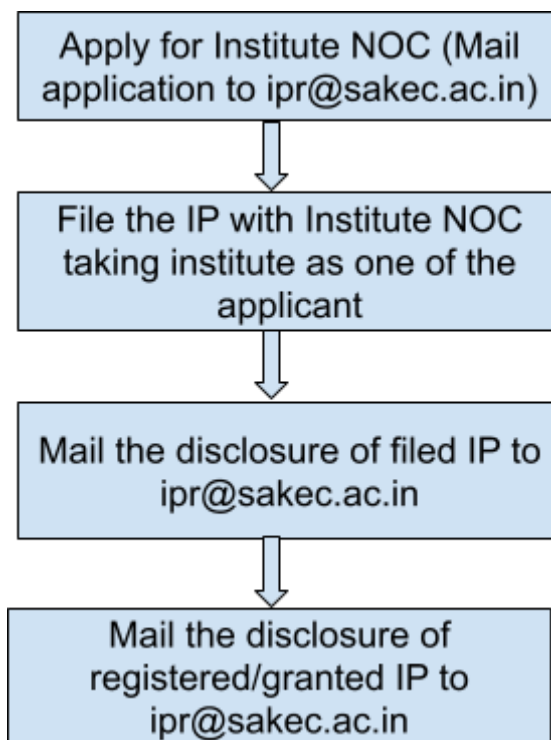 Apply for Institute NOC (Mail
application to ipr@sakec.ac.in)
File the IP with Institute NOC
taking institute as one of the
applicant
Mail the disclosure of filed IP to
ipr@sakec.ac.in
Mail the disclosure of
registered/granted IP to
ipr@sakec.ac.in